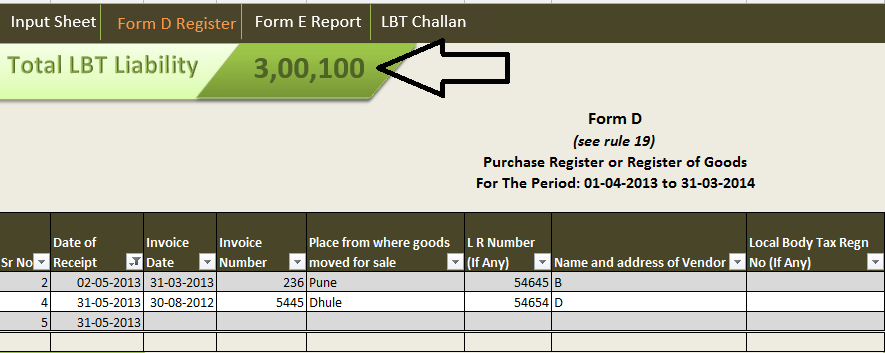 Input Sheet Form D Register Form E Report LBT Challan
Total LBT Liability 3,00,100
Form D
(see rule 19)
Purchase Register or Register of Goods
For The Period: 01-04-2013 to 31-03-2014
Date of Invoice Invoice Place from where goods L R Number Local Body Tax Regn
Sr No Receipt Date Number moved for sale (If Any) Name and address of Vendor No (If Any)
2 02-05-2013 31-03-2013 236 Pune 54645 B
4 31-05-2013 30-08-2012 5445 Dhule 54654 D
5 31-05-2013